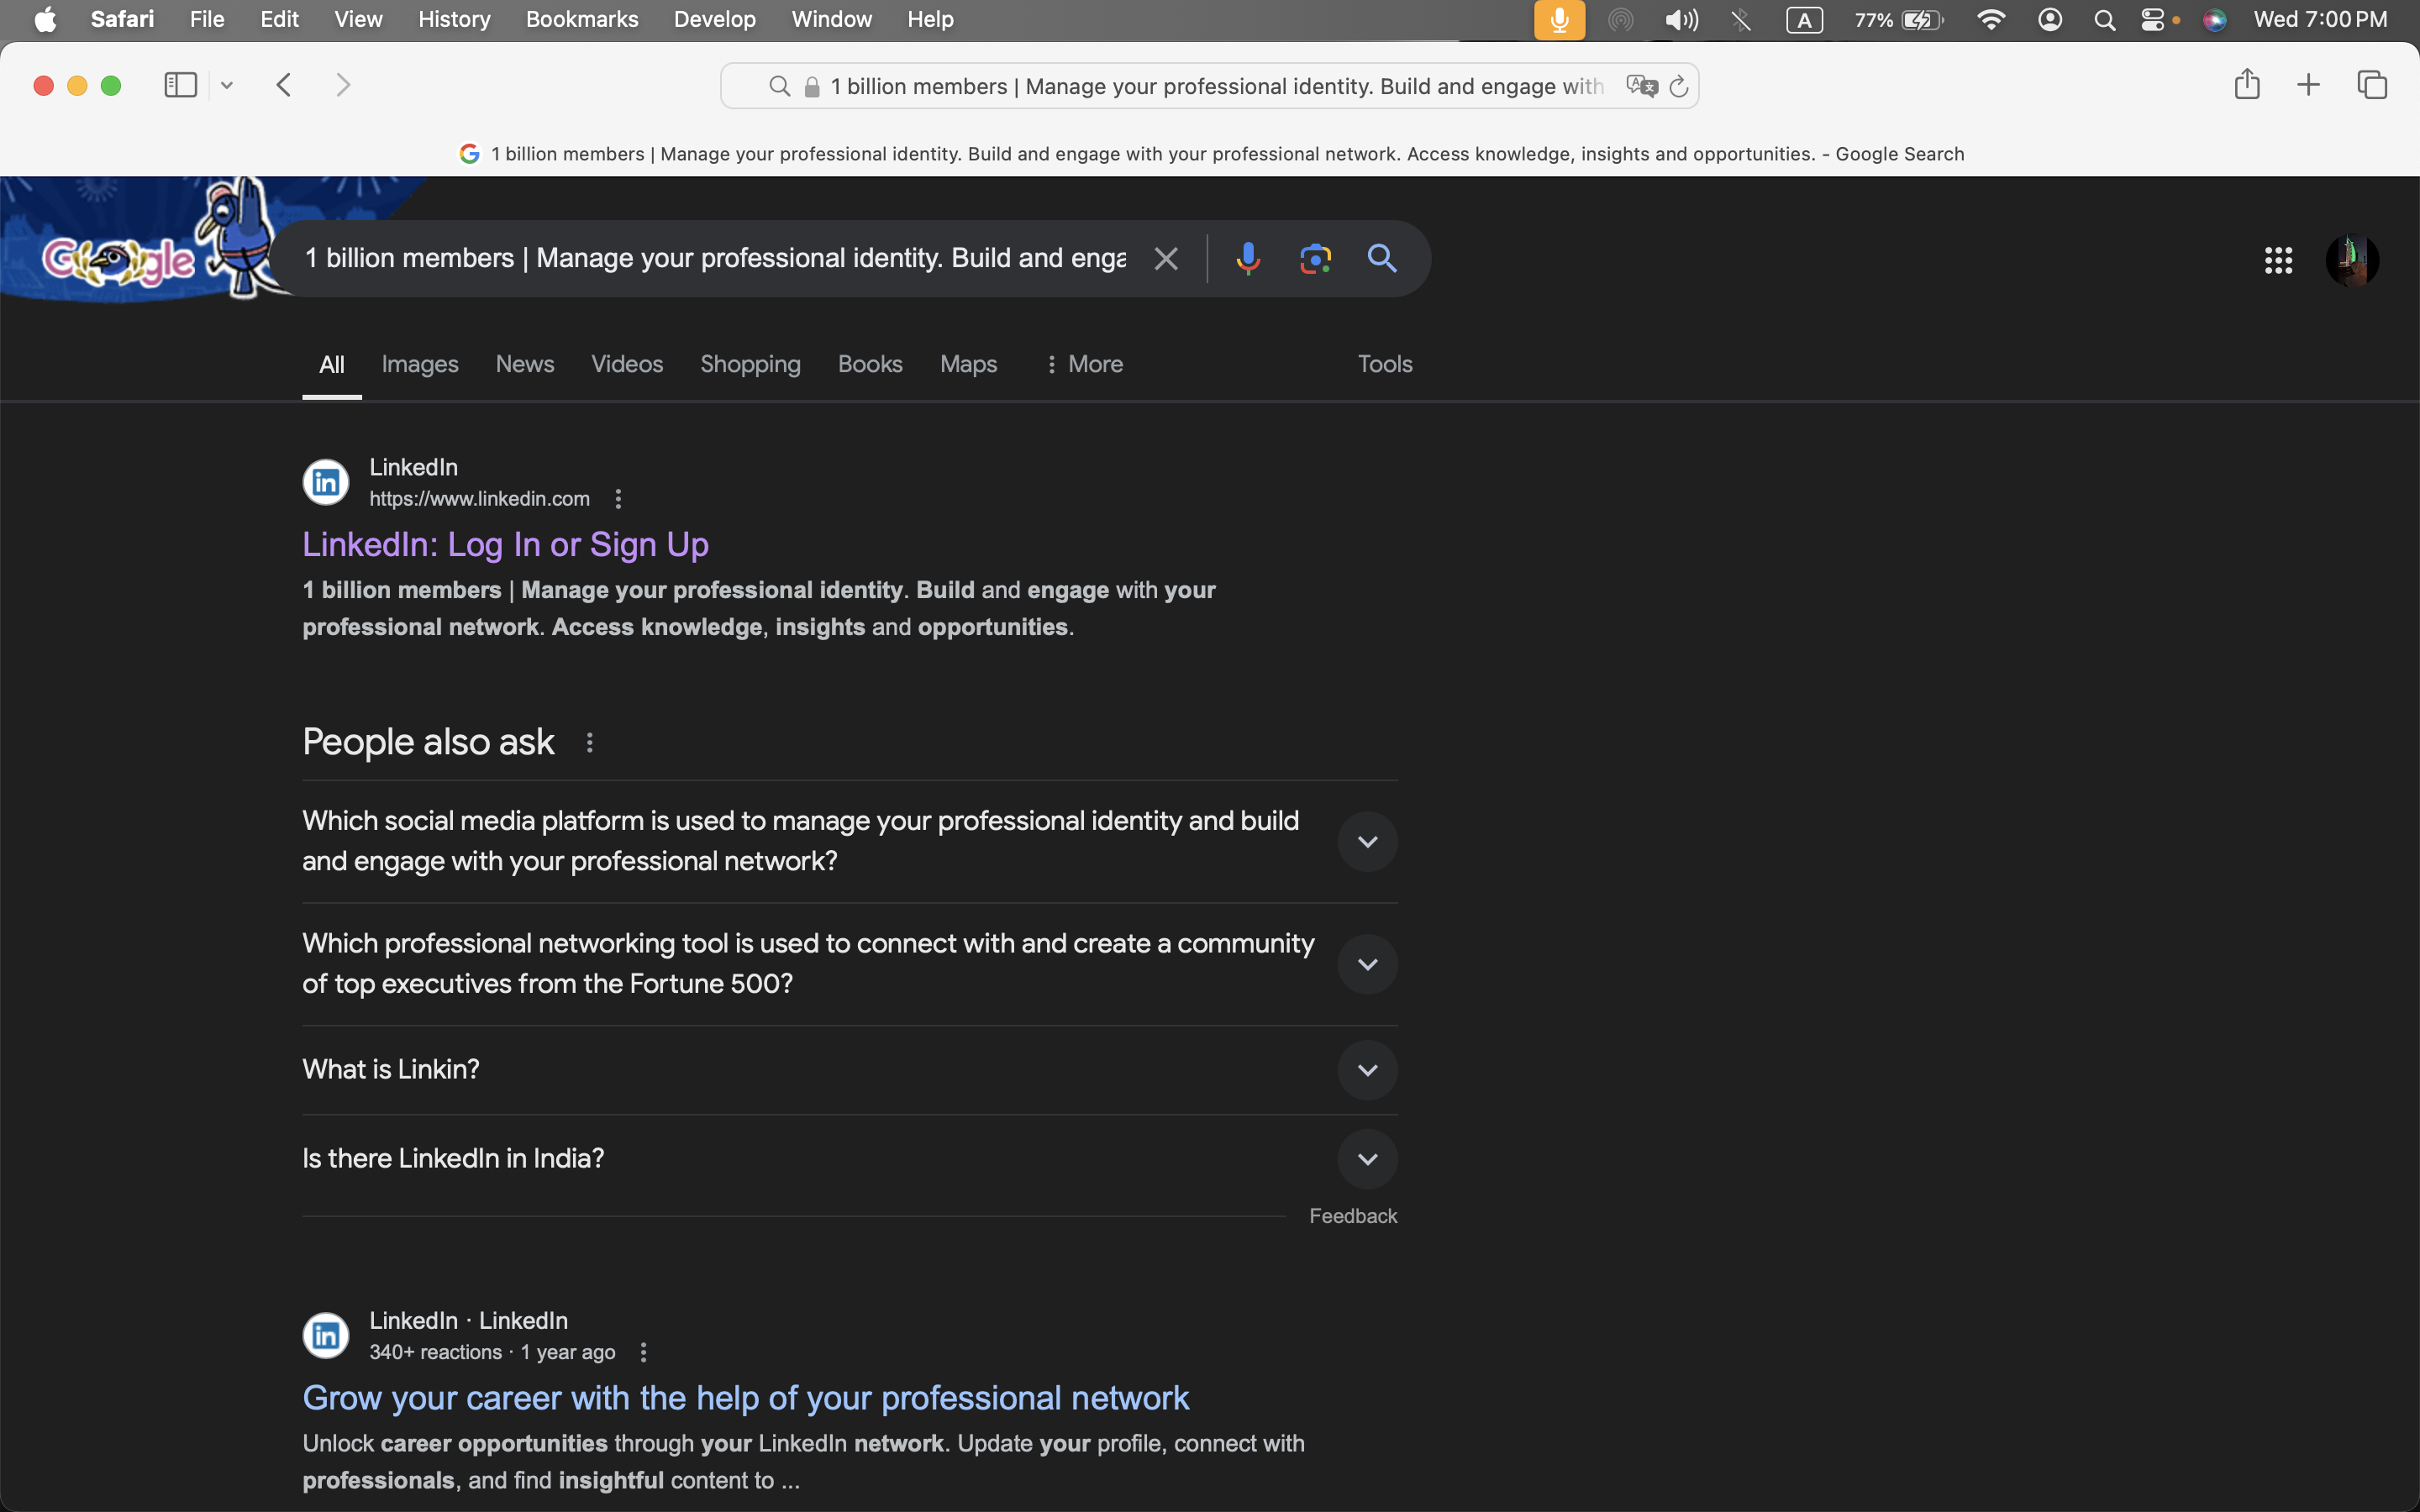 Safari File Edit View History Bookmarks Develop Window Help A 77% Wed 7:00 PM
1 billion members | Manage your professional identity. Build and engage with
1 billion members | Manage your professional identity. Build and engage with your professional network. Access knowledge, insights and opportunities. - Google Search
Google
1 billion members | Manage your professional identity. Build and enga
All Images News Videos Shopping Books Maps More Tools
LinkedIn
https://www.linkedin.com
LinkedIn: Log In or Sign Up
1 billion members | Manage your professional identity. Build and engage with your
professional network. Access knowledge, insights and opportunities.
People also ask
Which social media platform is used to manage your professional identity and build
and engage with your professional network?
Which professional networking tool is used to connect with and create a community
of top executives from the Fortune 500?
What is Linkin?
Is there LinkedIn in India?
Feedback
LinkedIn · LinkedIn
340+ reactions · 1 year ago
Grow your career with the help of your professional network
Unlock career opportunities through your LinkedIn network. Update your profile, connect with
professionals, and find insightful content to ...